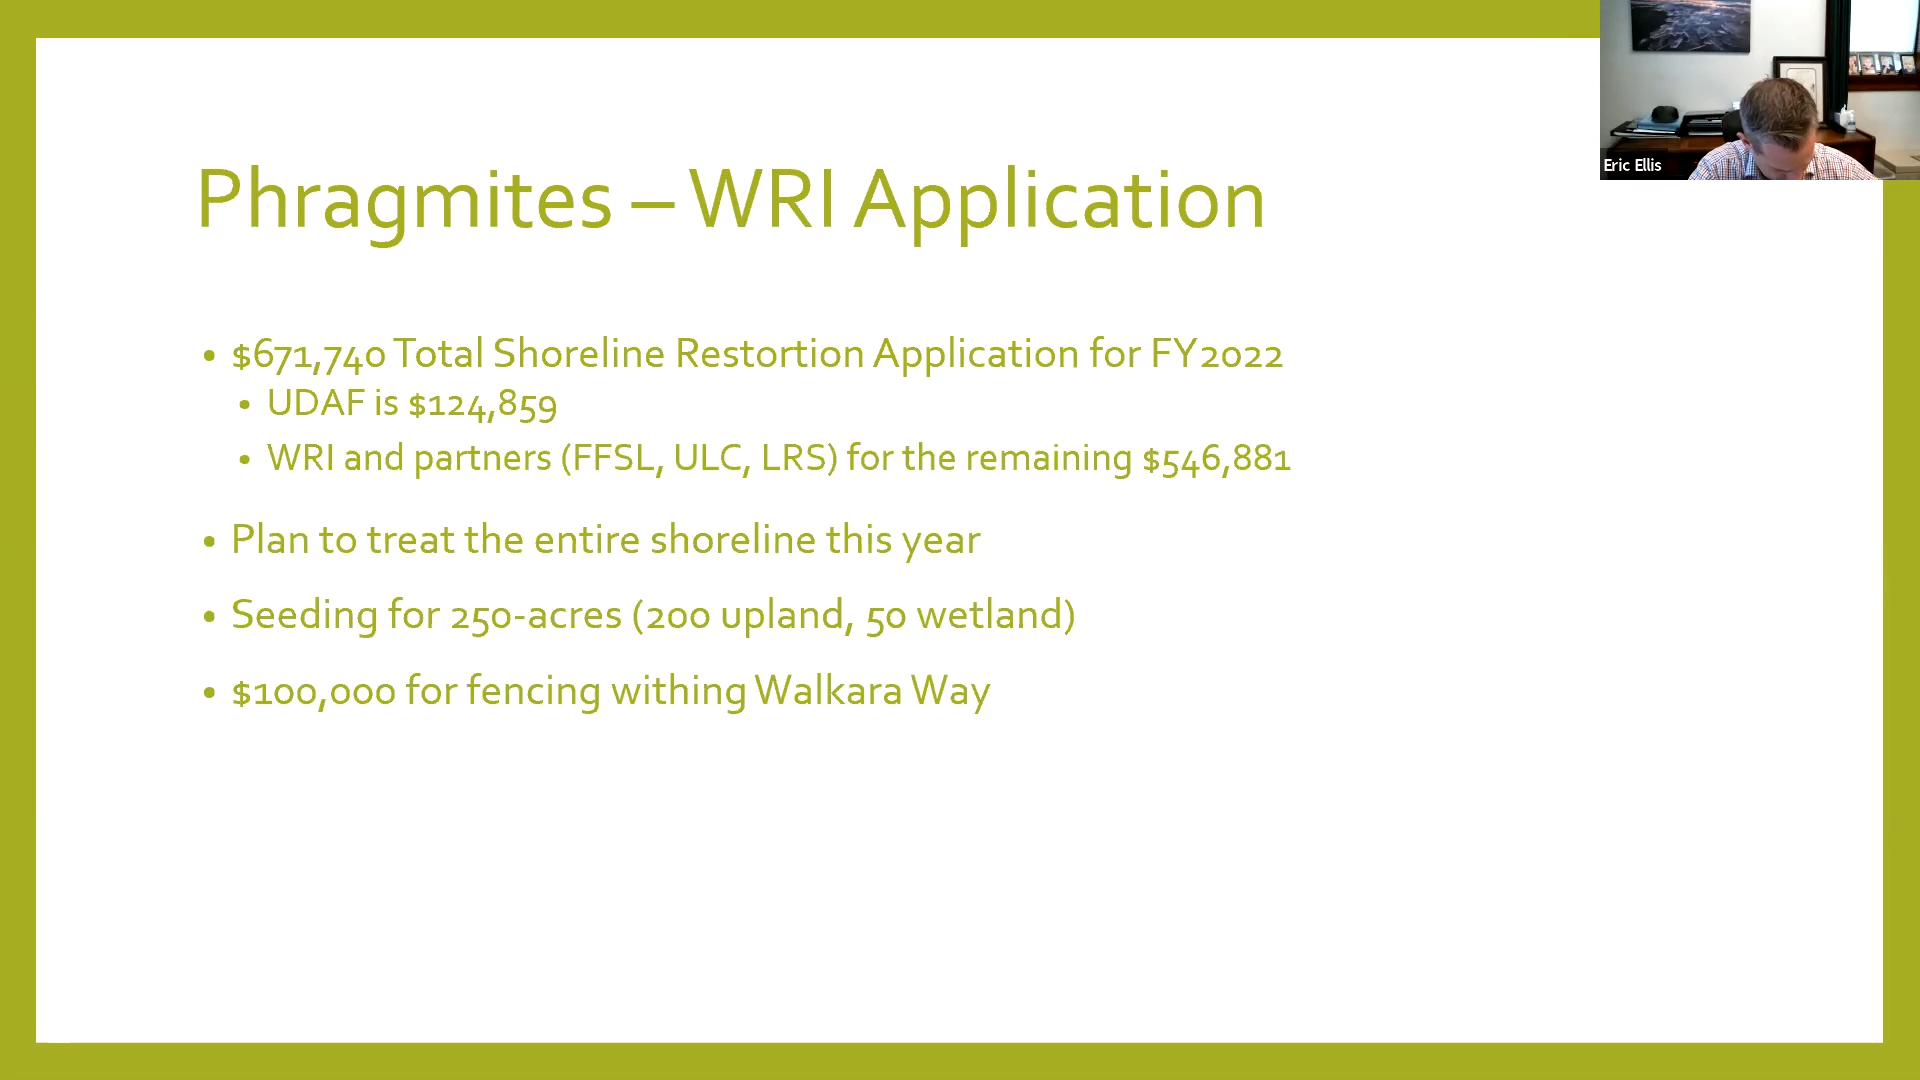 Eric Ellis
Phragmites – WRI Application
• $671,740 Total Shoreline Restortion Application for FY2022
• UDAF is $124,859
• WRI and partners (FFSL, ULC, LRS) for the remaining $546,881
• Plan to treat the entire shoreline this year
• Seeding for 250-acres (200 upland, 50 wetland)
• $100,000 for fencing withing Walkara Way